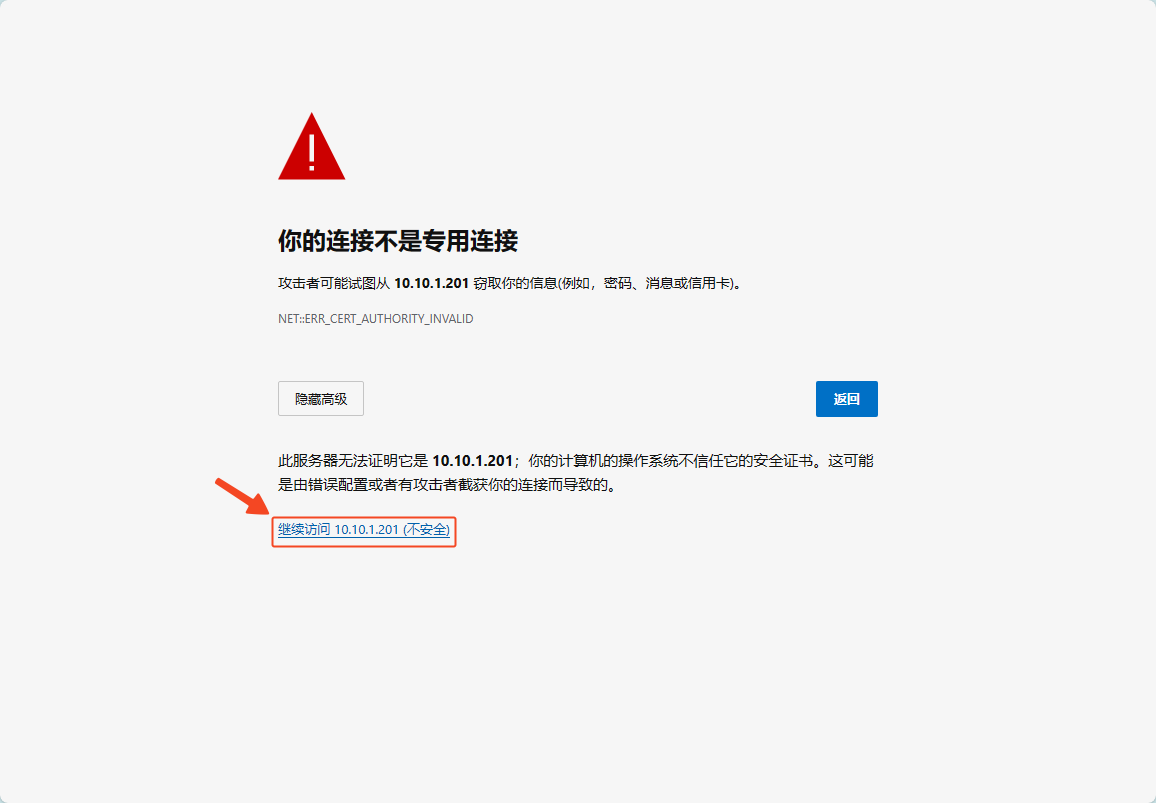 你的连接不是专用连接
攻击者可能试图从 10.10.1.201 窃取你的信息(例如，密码、消息或信用卡)。
NET::ERR_CERT_AUTHORITY_INVALID
隐藏高级
返回
此服务器无法证明它是 10.10.1.201；你的计算机的操作系统不信任它的安全证书。这可能
是由错误配置或者有攻击者截获你的连接而导致的。
继续访问 10.10.1.201 (不安全)